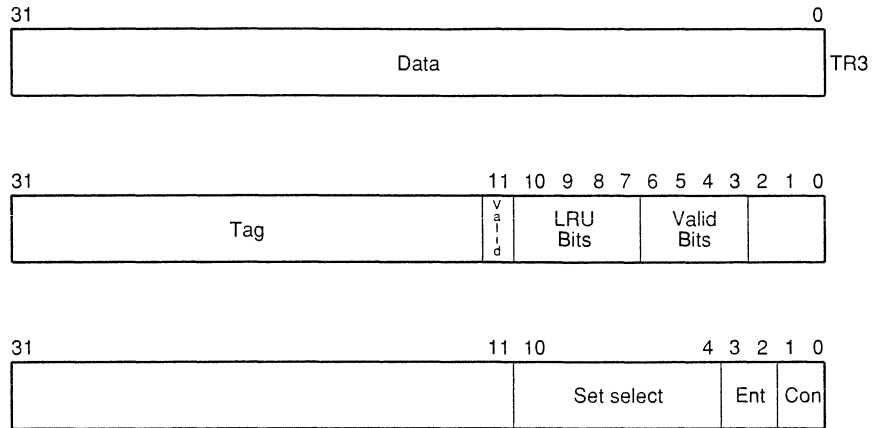 31 0
Data TR3
31 11 10 9 8 7 6 5 4 3 2 1 0
Tag Valid LRU Bits Valid Bits
31 11 10 4 3 2 1 0
Set select Ent Con